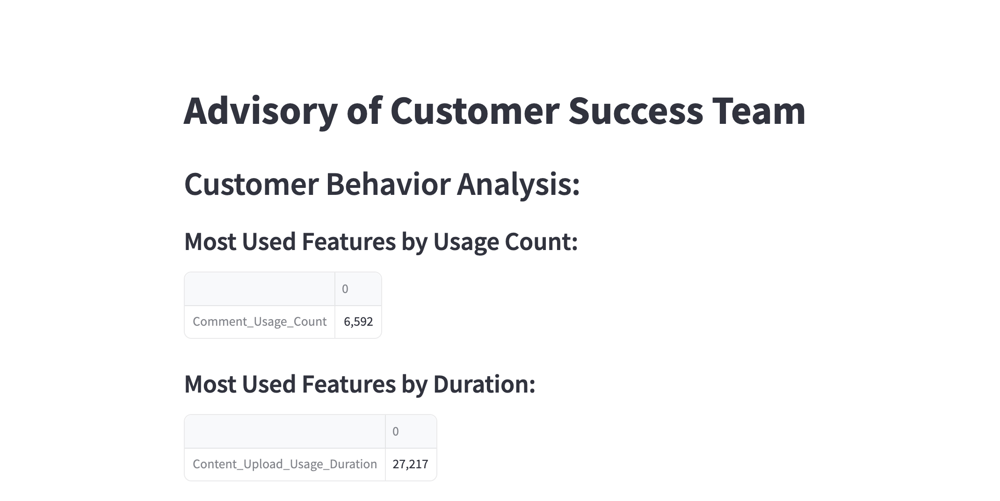 Advisory of Customer Success Team
Customer Behavior Analysis:
Most Used Features by Usage Count:
0
Comment_Usage_Count 6,592
Most Used Features by Duration:
0
Content_Upload_Usage_Duration 27,217